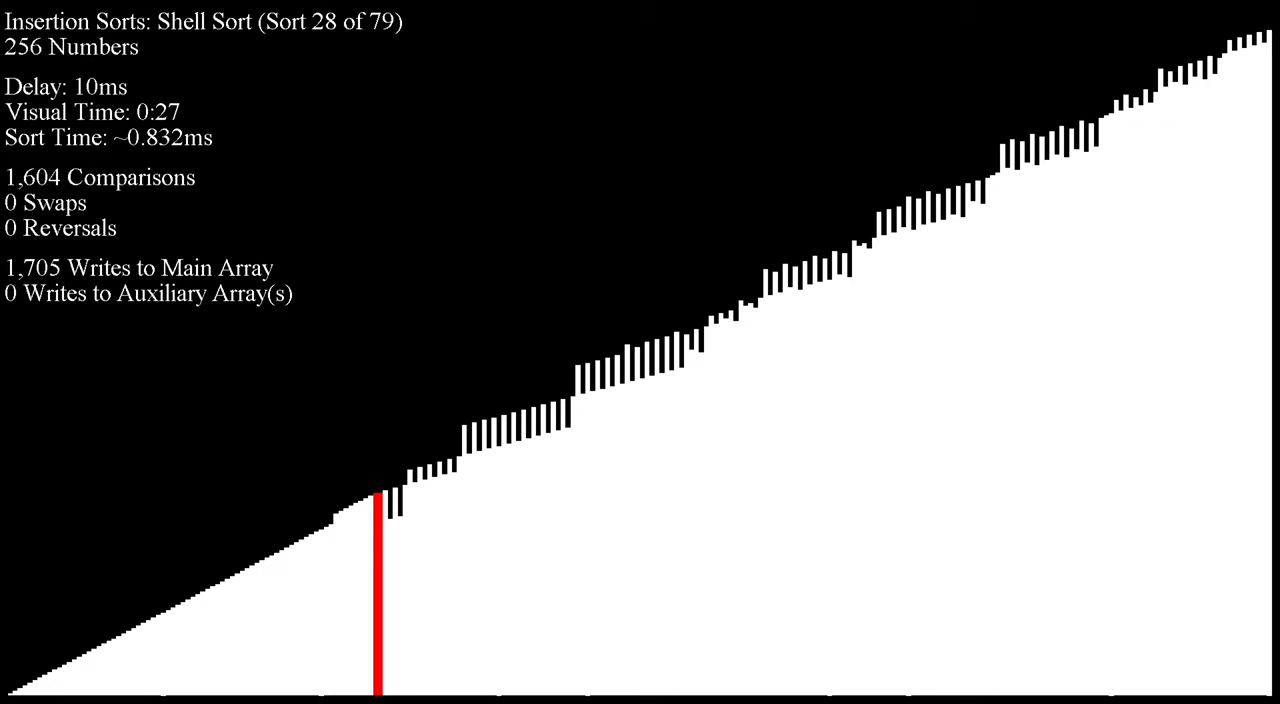 Insertion Sorts: Shell Sort (Sort 28 of 79)
256 Numbers
Delay: 10ms
Visual Time: 0:27
Sort Time: ~0.832ms
1,604 Comparisons
0 Swaps
0 Reversals
1,705 Writes to Main Array
0 Writes to Auxiliary Array(s)